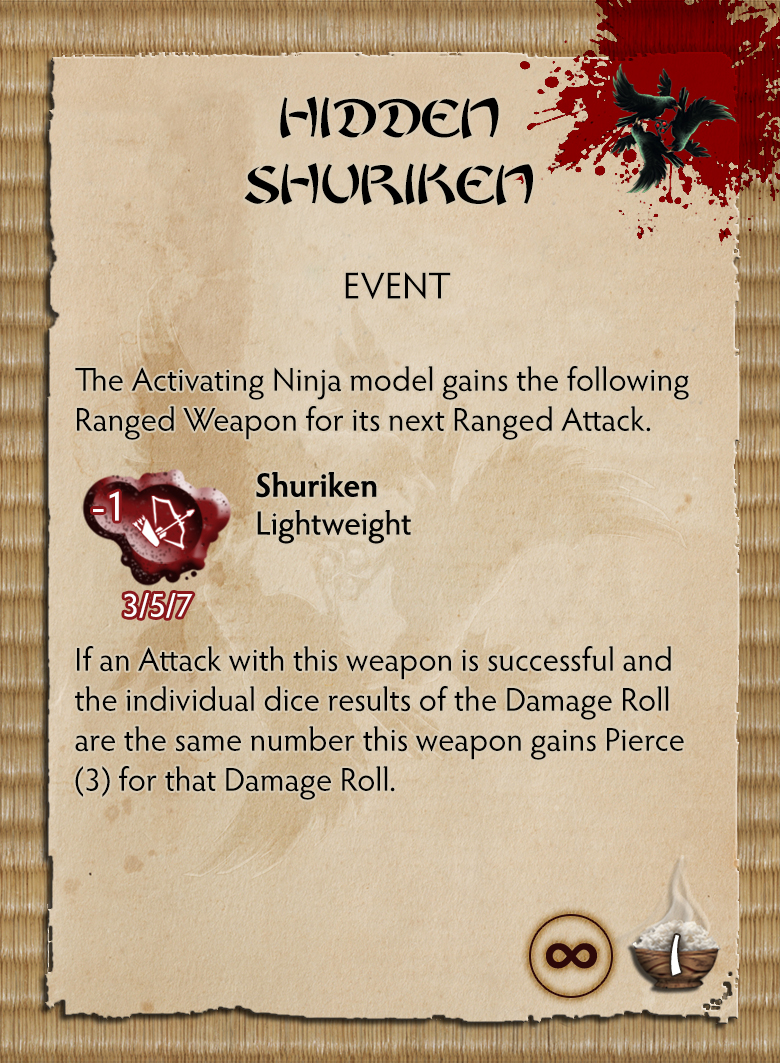 HIDDEN
SHURIKEN
EVENT
The Activating Ninja model gains the following
Ranged Weapon for its next Ranged Attack.
-1
Shuriken
Lightweight
3/5/7
If an Attack with this weapon is successful and
the individual dice results of the Damage Roll
are the same number this weapon gains Pierce
(3) for that Damage Roll.
∞
1